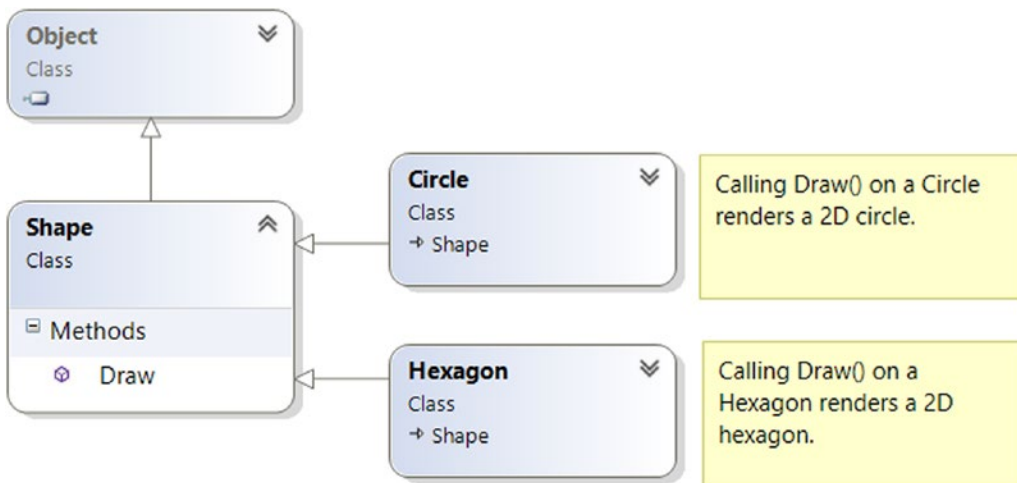 Object
Class
Shape
Class
Methods
Draw
Circle
Class
Shape
Calling Draw() on a Circle
renders a 2D circle.
Hexagon
Class
Shape
Calling Draw() on a
Hexagon renders a 2D
hexagon.